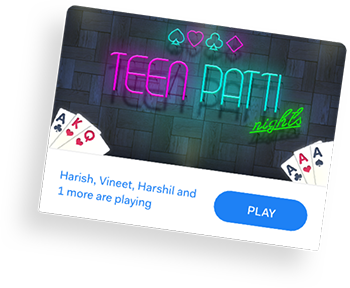 TEEN PATTI
nights
A K Q
A A A
Harish, Vineet, Harshil and
1 more are playing
PLAY